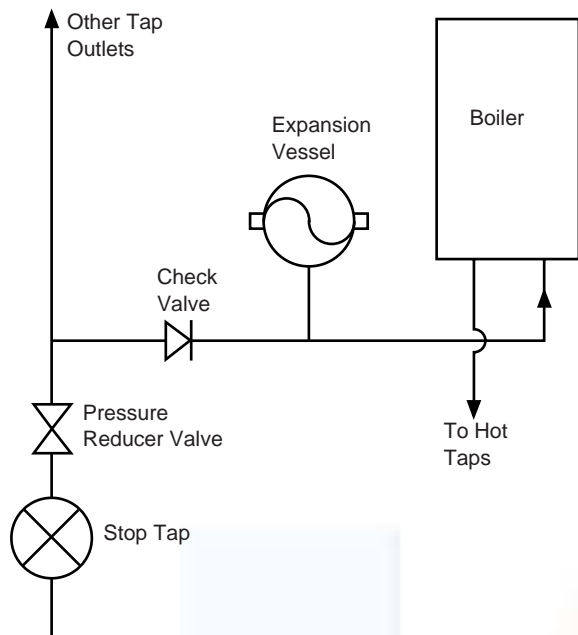 Other Tap
Outlets
Boiler
Expansion
Vessel
Check
Valve
Pressure
Reducer Valve
To Hot
Taps
Stop Tap